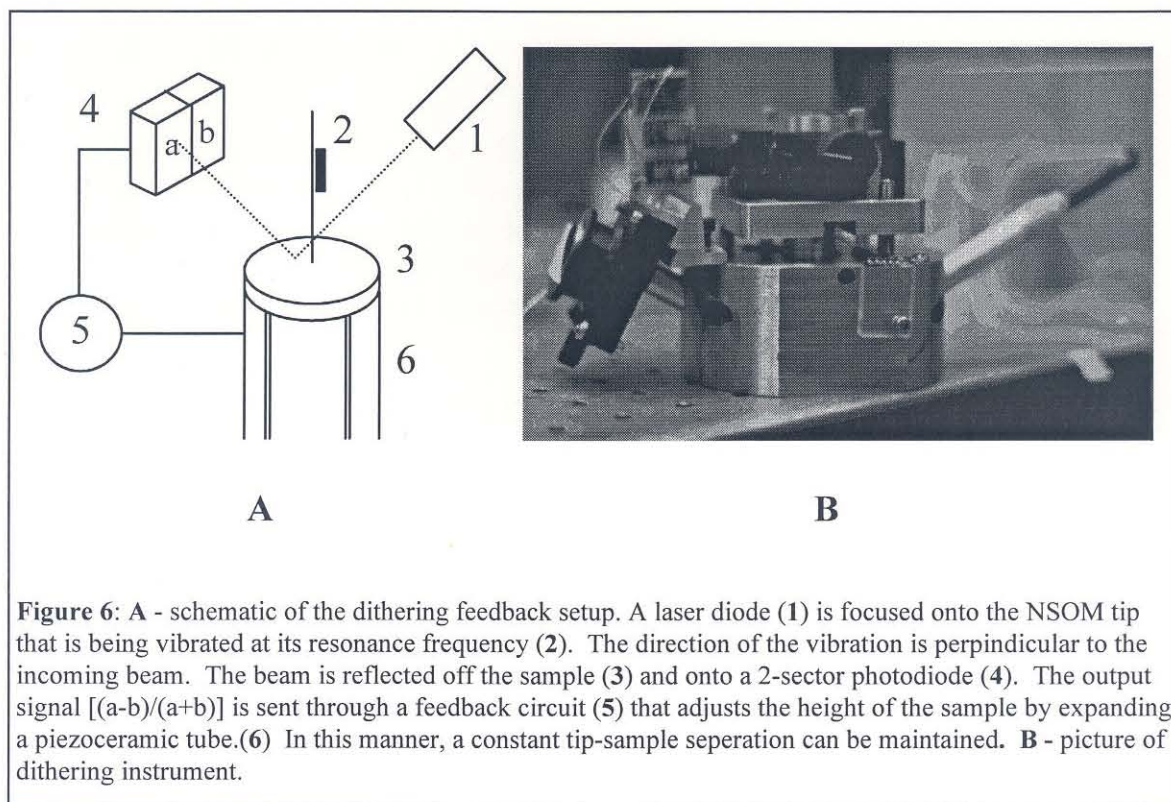 4
a
b
2
1
3
5
6
A
B
Figure 6: A - schematic of the dithering feedback setup. A laser diode (1) is focused onto the NSOM tip
that is being vibrated at its resonance frequency (2). The direction of the vibration is perpindicular to the
incoming beam. The beam is reflected off the sample (3) and onto a 2-sector photodiode (4). The output
signal [(a-b)/(a+b)] is sent through a feedback circuit (5) that adjusts the height of the sample by expanding
a piezoceramic tube.(6) In this manner, a constant tip-sample seperation can be maintained. B - picture of
dithering instrument.